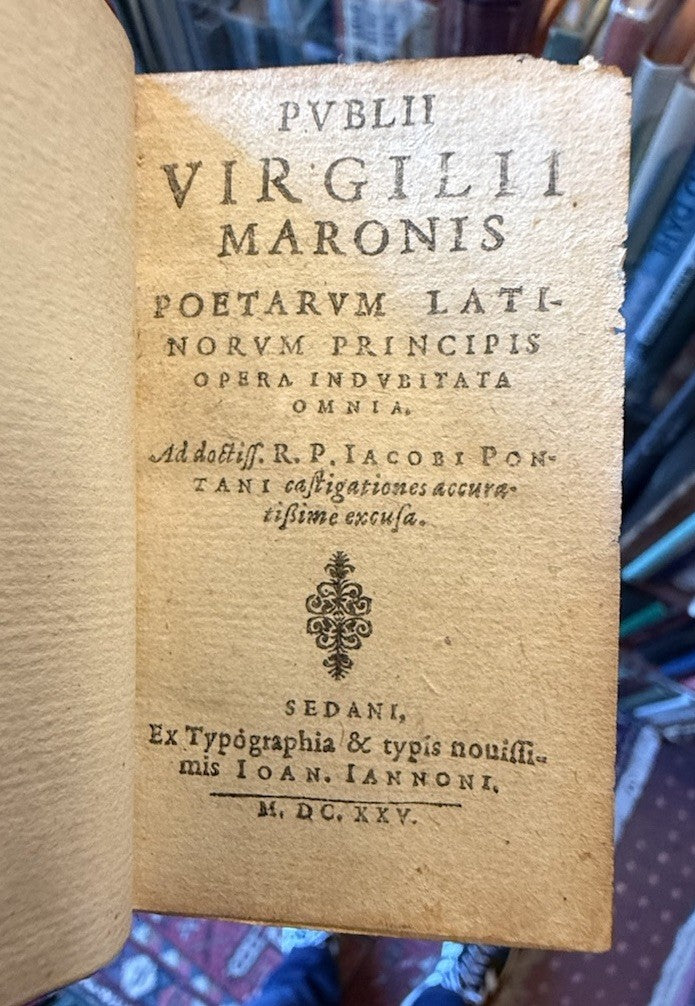 PVBLII
VIRGILII
MARONIS
POETARVM LATI-
NORVM PRINCIPIS
OPERA INDVBITATA
OMNIA.
Ad doctiſſ. R. P. IACOBI PON-
TANI caſtigationes accura-
tißime excuſa.
SEDANI,
Ex Typógraphia & typis nouiſſi-
mis IOAN. IANNONI.
M. DC. XXV.